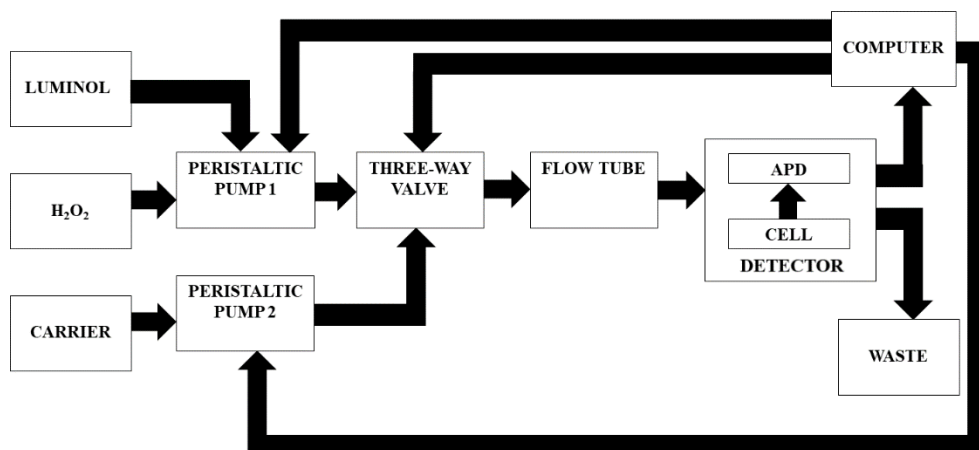 COMPUTER
LUMINOL
PERISTALTIC
PUMP 1
THREE-WAY
VALVE
FLOW TUBE
APD
H₂O₂
CELL
DETECTOR
PERISTALTIC
PUMP 2
CARRIER
WASTE